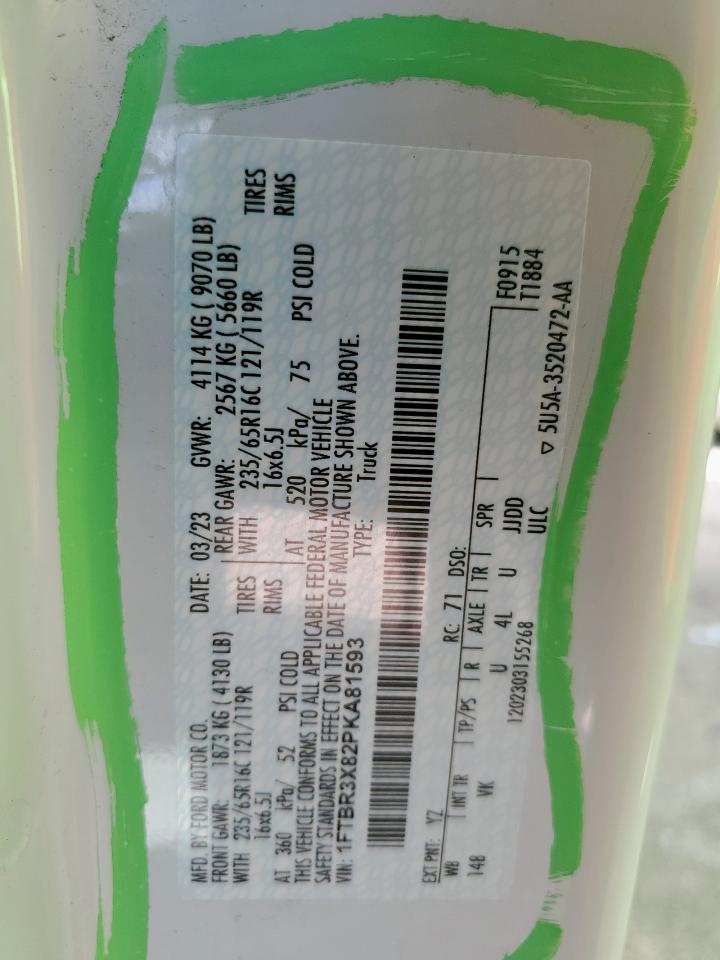 MFD. BY FORD MOTOR CO.
DATE: 03/23 GVWR: 4114 KG ( 9070 LB)
FRONT GAWR: 1873 KG ( 4130 LB) REAR GAWR: 2567 KG ( 5660 LB)
WITH 235/65R16C 121/119R TIRES WITH 235/65R16C 121/119R TIRES
16x6.5J RIMS 16x6.5J RIMS
AT 360 kPa/ 52 PSI COLD AT 520 kPa/ 75 PSI COLD
THIS VEHICLE CONFORMS TO ALL APPLICABLE FEDERAL MOTOR VEHICLE
SAFETY STANDARDS IN EFFECT ON THE DATE OF MANUFACTURE SHOWN ABOVE.
VIN: 1FTBR3X82PKA81593 TYPE: Truck
EXT PNT: YZ RC: 71 DSO:
WB INT TR TP/PS R AXLE TR SPR F0915
148 VK U 4L U JJDD T1884
1202303155268 ULC
▽ 5U5A-3520472-AA